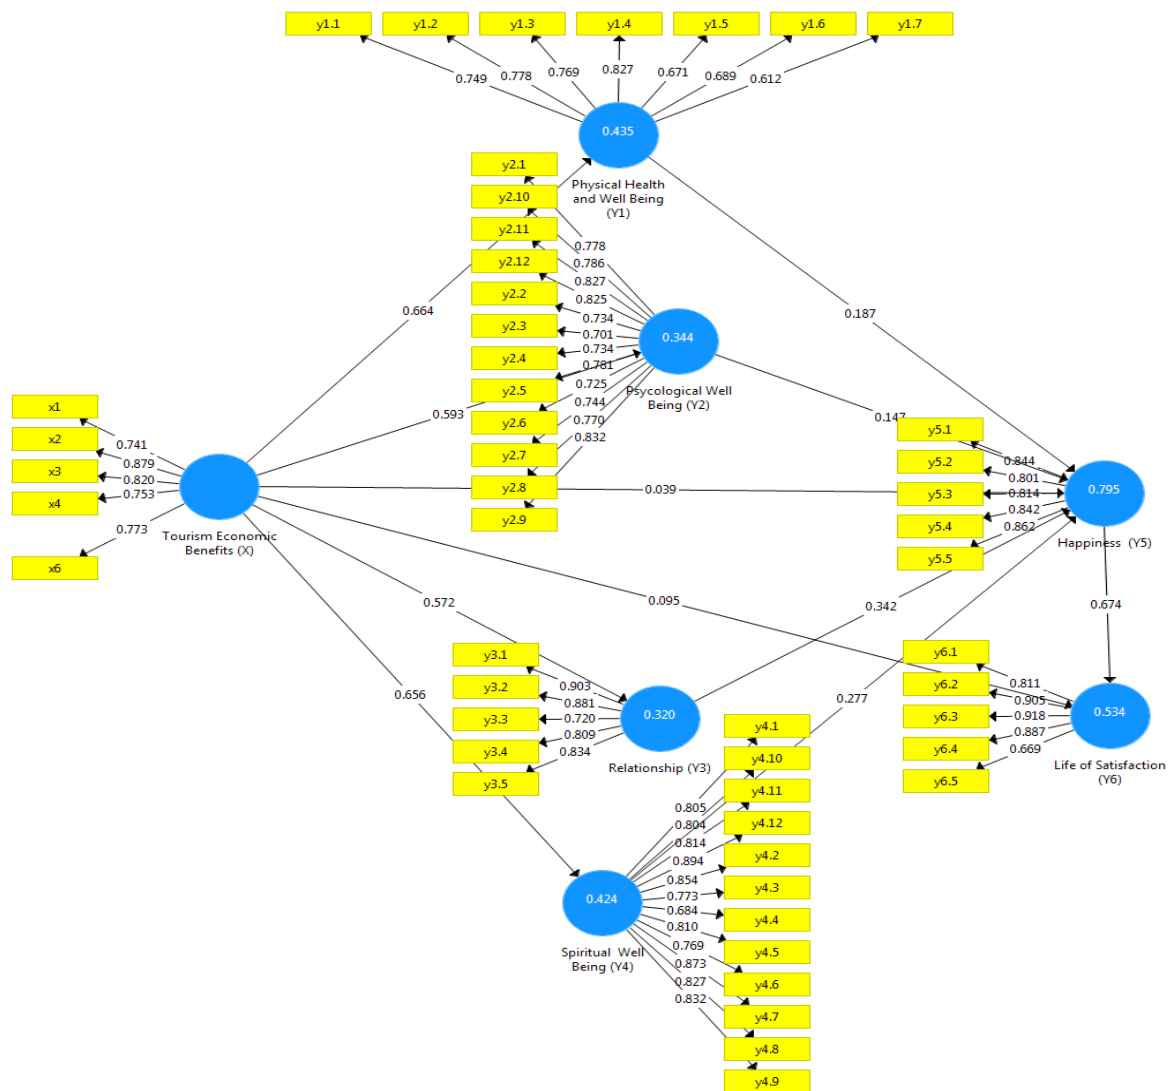 y1.1
y1.2
y1.3
y1.4
y1.5
y1.6
y1.7
0.749
0.778
0.769
0.827
0.671
0.689
0.612
0.435
Physical Health
and Well Being
(Y1)
y2.1
y2.10
y2.11
y2.12
y2.2
y2.3
y2.4
y2.5
y2.6
y2.7
y2.8
y2.9
0.778
0.786
0.827
0.825
0.734
0.701
0.734
0.781
0.725
0.744
0.770
0.832
0.344
Psycological Well
Being (Y2)
0.664
0.593
0.187
0.147
0.039
x1
x2
x3
x4
x6
0.741
0.879
0.820
0.753
0.773
Tourism Economic
Benefits (X)
y5.1
y5.2
y5.3
y5.4
y5.5
0.844
0.801
0.814
0.842
0.862
0.795
Happiness (Y5)
0.572
0.095
0.342
0.674
0.656
0.277
y3.1
y3.2
y3.3
y3.4
y3.5
0.903
0.881
0.720
0.809
0.834
0.320
Relationship (Y3)
y6.1
y6.2
y6.3
y6.4
y6.5
0.811
0.905
0.918
0.887
0.669
0.534
Life of Satisfaction
(Y6)
y4.1
y4.10
y4.11
y4.12
y4.2
y4.3
y4.4
y4.5
y4.6
y4.7
y4.8
y4.9
0.805
0.804
0.814
0.894
0.854
0.773
0.684
0.810
0.769
0.873
0.827
0.832
0.424
Spiritual Well
Being (Y4)